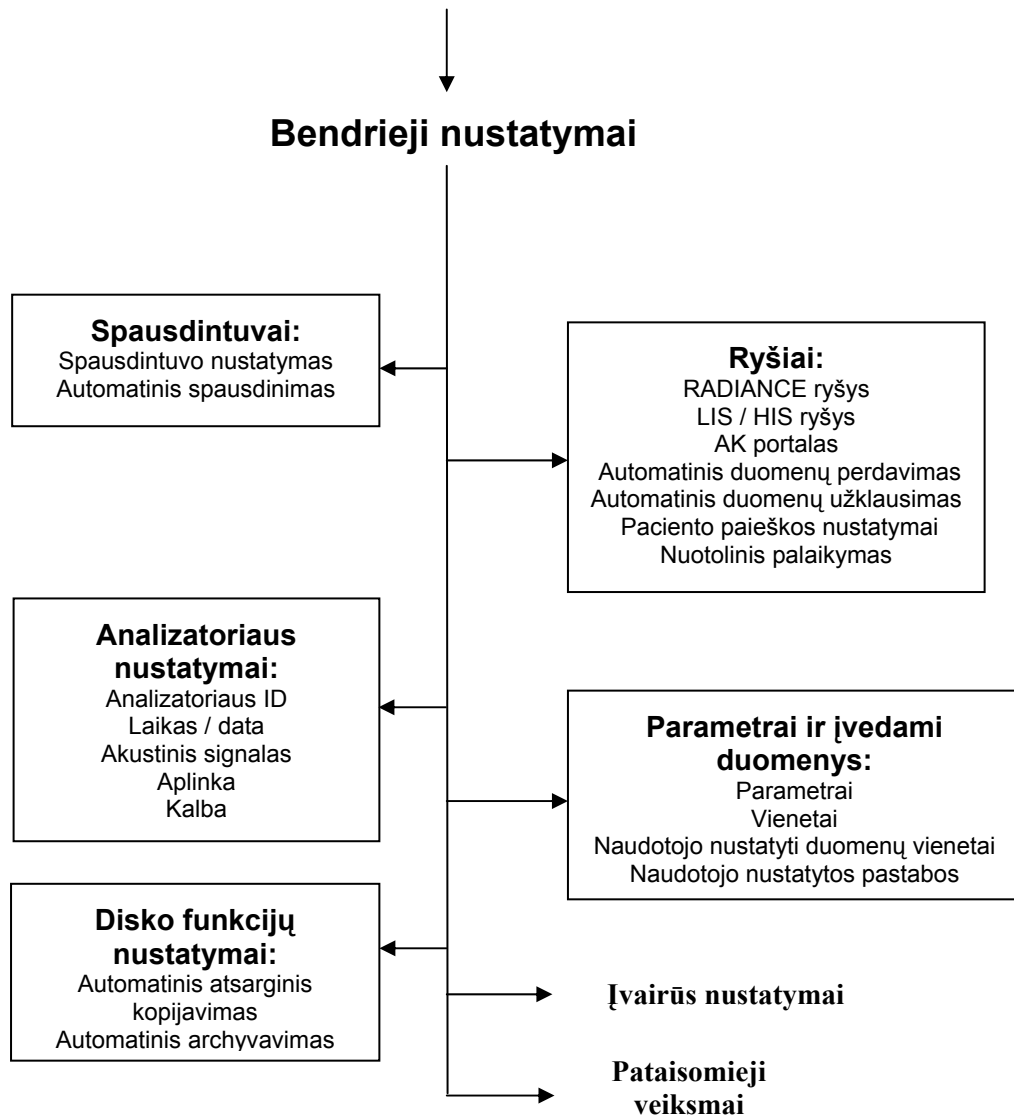 Bendrieji nustatymai
Spausdintuvai:
Spausdintuvo nustatymas
Automatinis spausdinimas
Ryšiai:
RADIANCE ryšys
LIS / HIS ryšys
AK portalas
Automatinis duomenų perdavimas
Automatinis duomenų užklausimas
Paciento paieškos nustatymai
Nuotolinis palaikymas
Analizatoriaus
nustatymai:
Analizatoriaus ID
Laikas / data
Akustinis signalas
Aplinka
Kalba
Parametrai ir įvedami
duomenys:
Parametrai
Vienetai
Naudotojo nustatyti duomenų vienetai
Naudotojo nustatytos pastabos
Disko funkcijų
nustatymai:
Automatinis atsarginis
kopijavimas
Automatinis archyvavimas
Įvairūs nustatymai
Pataisomieji
veiksmai